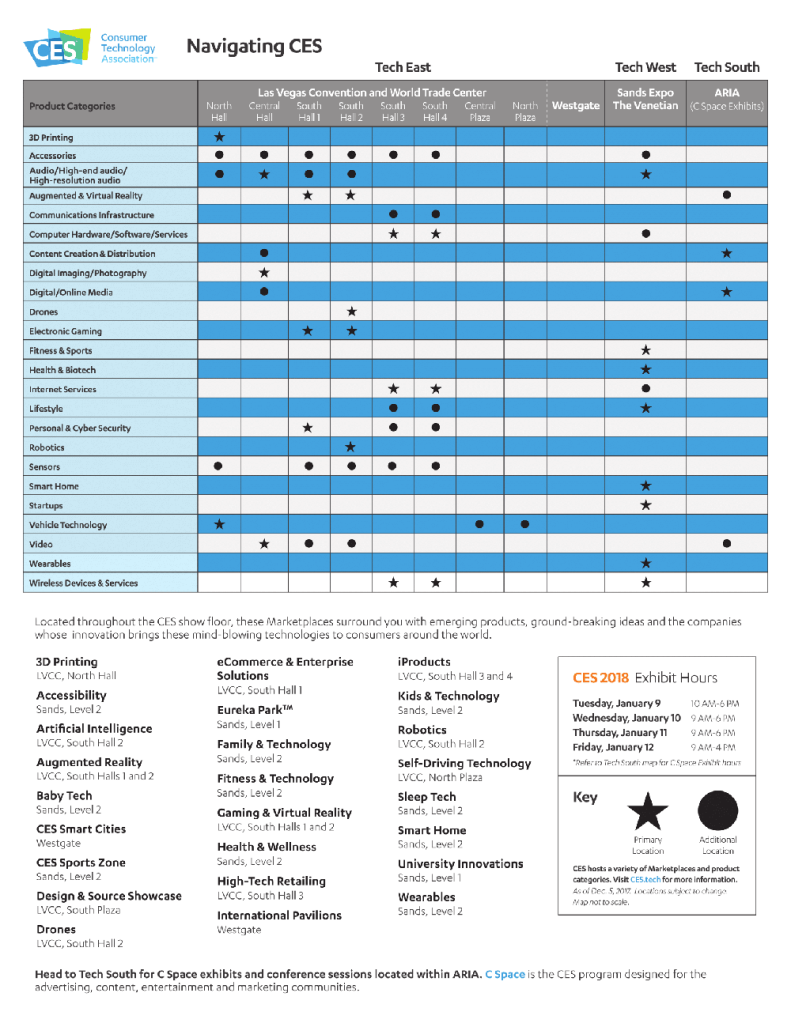 CES
Consumer
Technology
Association
Navigating CES
Tech East
Tech West
Tech South
Product Categories
Las Vegas Convention and World Trade Center
North Hall
Central Hall
South Hall 1
South Hall 2
South Hall 3
South Hall 4
Central Plaza
North Plaza
Westgate
Sands Expo
The Venetian
ARIA
(C Space Exhibits)
3D Printing
Accessories
Audio/High-end audio/
High-resolution audio
Augmented & Virtual Reality
Communications Infrastructure
Computer Hardware/Software/Services
Content Creation & Distribution
Digital Imaging/Photography
Digital/Online Media
Drones
Electronic Gaming
Fitness & Sports
Health & Biotech
Internet Services
Lifestyle
Personal & Cyber Security
Robotics
Sensors
Smart Home
Startups
Vehicle Technology
Video
Wearables
Wireless Devices & Services
Located throughout the CES show floor, these Marketplaces surround you with emerging products, ground-breaking ideas and the companies
whose innovation brings these mind-blowing technologies to consumers around the world.
3D Printing
LVCC, North Hall
Accessibility
Sands, Level 2
Artificial Intelligence
LVCC, South Hall 2
Augmented Reality
LVCC, South Halls 1 and 2
Baby Tech
Sands, Level 2
CES Smart Cities
Westgate
CES Sports Zone
Sands, Level 2
Design & Source Showcase
LVCC, South Plaza
Drones
LVCC, South Hall 2
eCommerce & Enterprise
Solutions
LVCC, South Hall 1
Eureka Park™
Sands, Level 1
Family & Technology
Sands, Level 2
Fitness & Technology
Sands, Level 2
Gaming & Virtual Reality
LVCC, South Halls 1 and 2
Health & Wellness
Sands, Level 2
High-Tech Retailing
LVCC, South Hall 3
International Pavilions
Westgate
iProducts
LVCC, South Hall 3 and 4
Kids & Technology
Sands, Level 2
Robotics
LVCC, South Hall 2
Self-Driving Technology
LVCC, North Plaza
Sleep Tech
Sands, Level 2
Smart Home
Sands, Level 2
University Innovations
Sands, Level 1
Wearables
Sands, Level 2
CES 2018 Exhibit Hours
Tuesday, January 9 10 AM-6 PM
Wednesday, January 10 9 AM-6 PM
Thursday, January 11 9 AM-6 PM
Friday, January 12 9 AM-4 PM
*Refer to Tech South map for C Space Exhibit hours
Key
Primary
Location
Additional
Location
CES hosts a variety of Marketplaces and product
categories. Visit CES.tech for more information.
As of Dec. 5, 2017. Locations subject to change.
Map not to scale.
Head to Tech South for C Space exhibits and conference sessions located within ARIA. C Space is the CES program designed for the
advertising, content, entertainment and marketing communities.